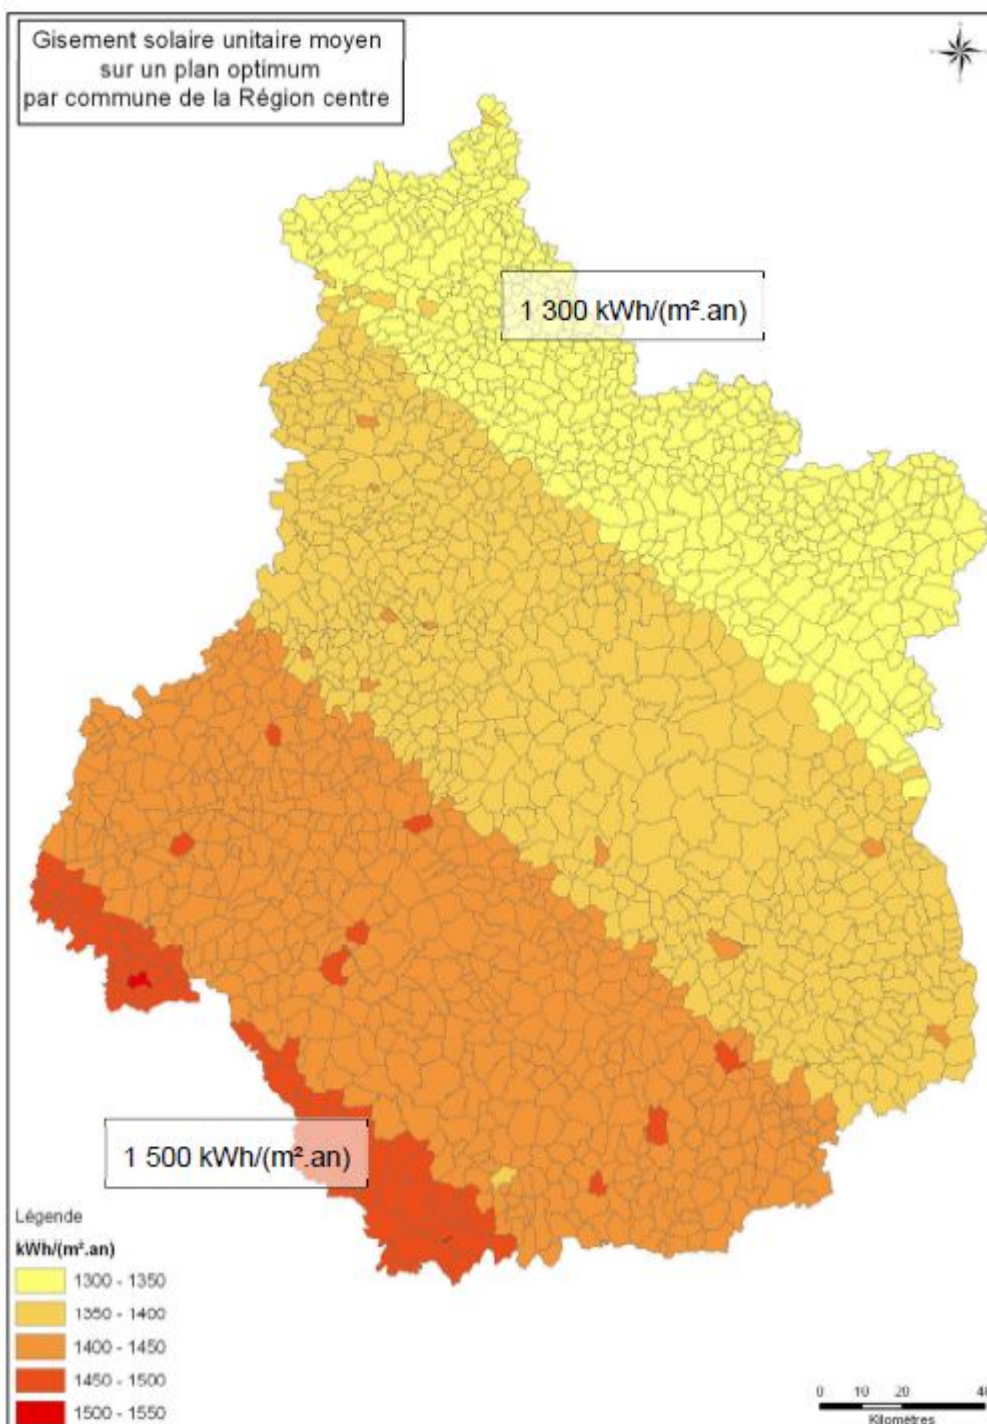 Gisement solaire unitaire moyen
sur un plan optimum
par commune de la Région centre
1 300 kWh/(m².an)
1 500 kWh/(m².an)
Légende
kWh/(m².an)
1300 - 1350
1350 - 1400
1400 - 1450
1450 - 1500
1500 - 1550
0 10 20 40
Kilomètres